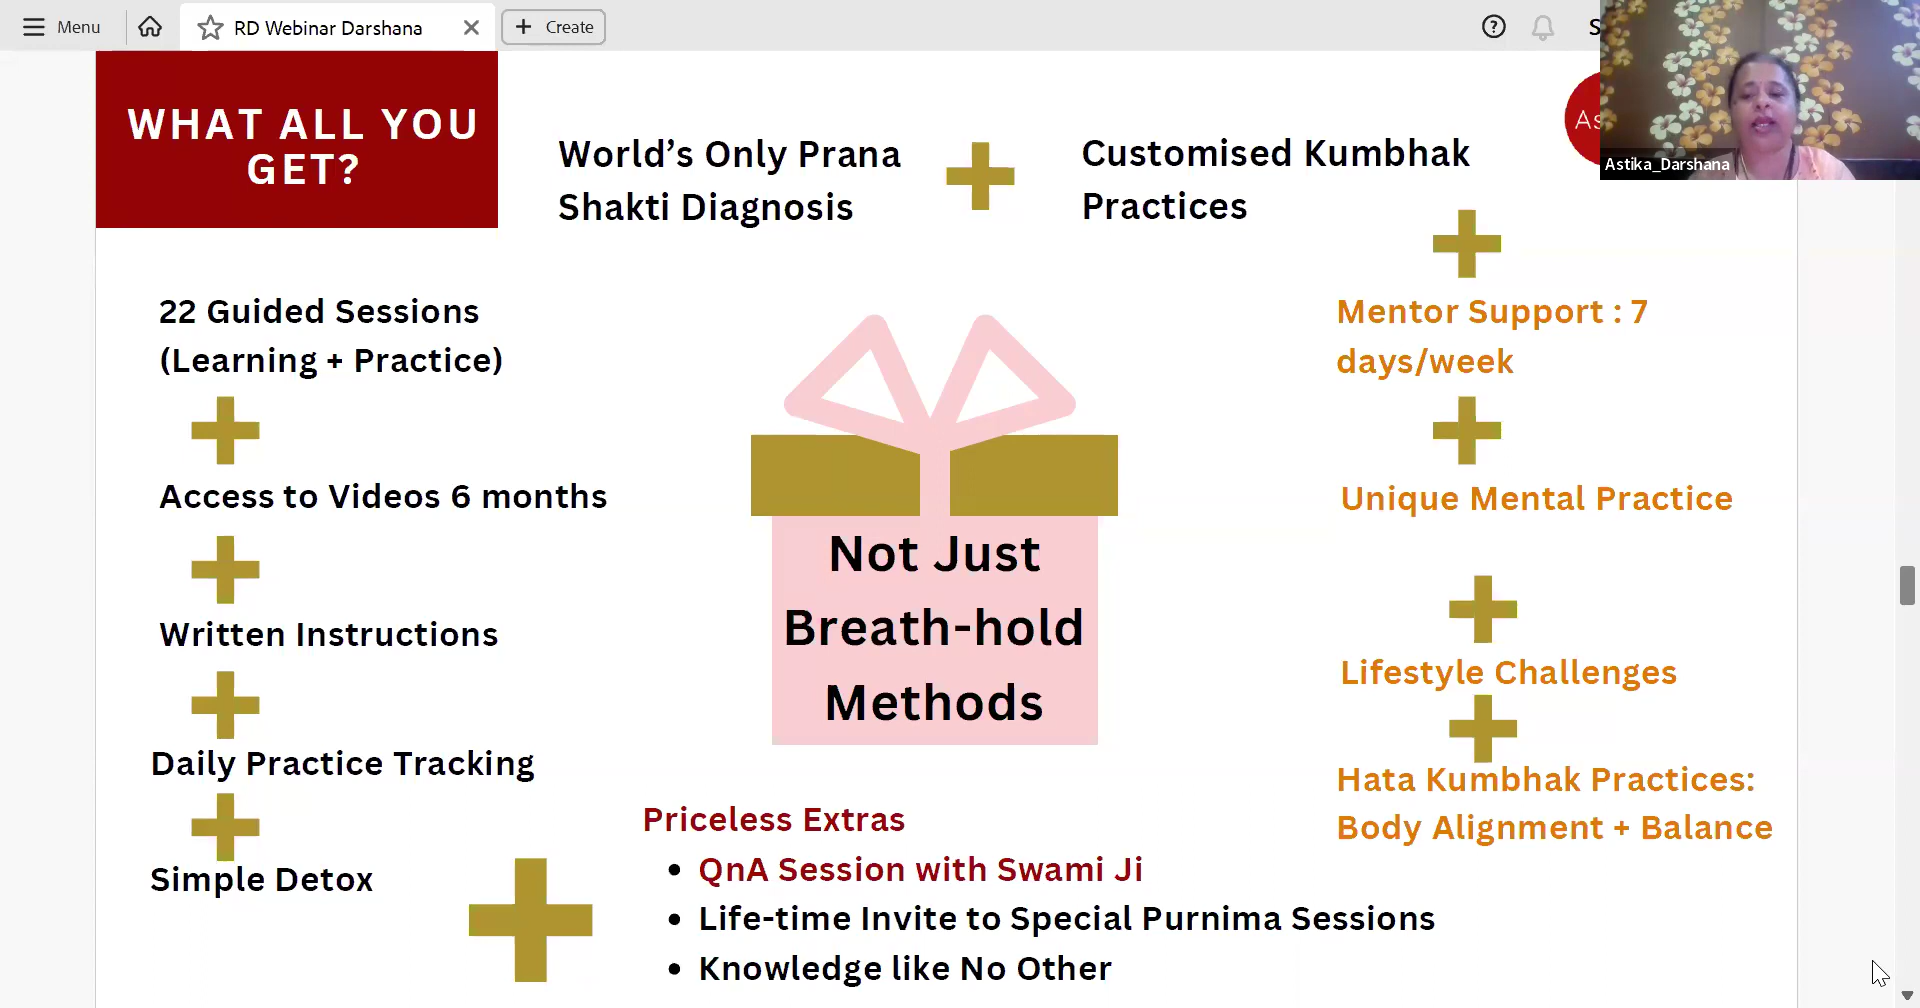 Menu
RD Webinar Darshana
Create
S
WHAT ALL YOU
GET?
World's Only Prana
Shakti Diagnosis
Customised Kumbhak
Practices
As
Astika_Darshana
22 Guided Sessions
(Learning + Practice)
Access to Videos 6 months
Written Instructions
Daily Practice Tracking
Simple Detox
Not Just
Breath-hold
Methods
Mentor Support : 7
days/week
Unique Mental Practice
Lifestyle Challenges
Hata Kumbhak Practices:
Body Alignment + Balance
Priceless Extras
• QnA Session with Swami Ji
• Life-time Invite to Special Purnima Sessions
• Knowledge like No Other